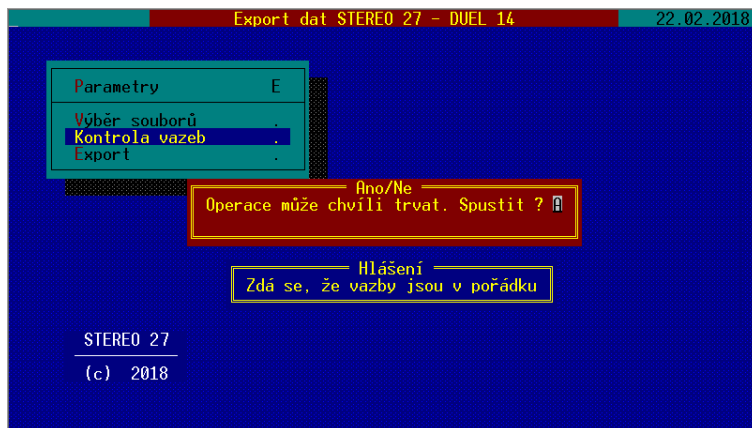 Export dat STEREO 27 - DUEL 14 22.02.2018
Parametry E
Výběr souborů .
Kontrola vazeb .
Export .
Ano/Ne
Operace může chvíli trvat. Spustit ? A
Hlášení
Zdá se, že vazby jsou v pořádku
STEREO 27
(c) 2018